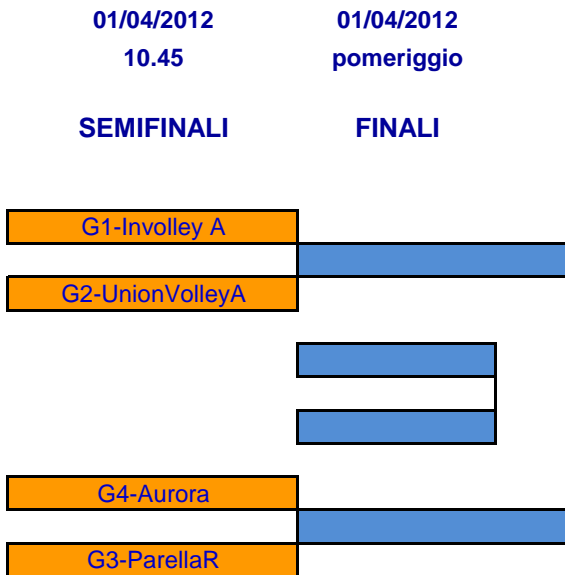 01/04/2012 01/04/2012
10.45 pomeriggio
SEMIFINALI FINALI
G1-Involley A
G2-UnionVolleyA
G4-Aurora
G3-ParellaR